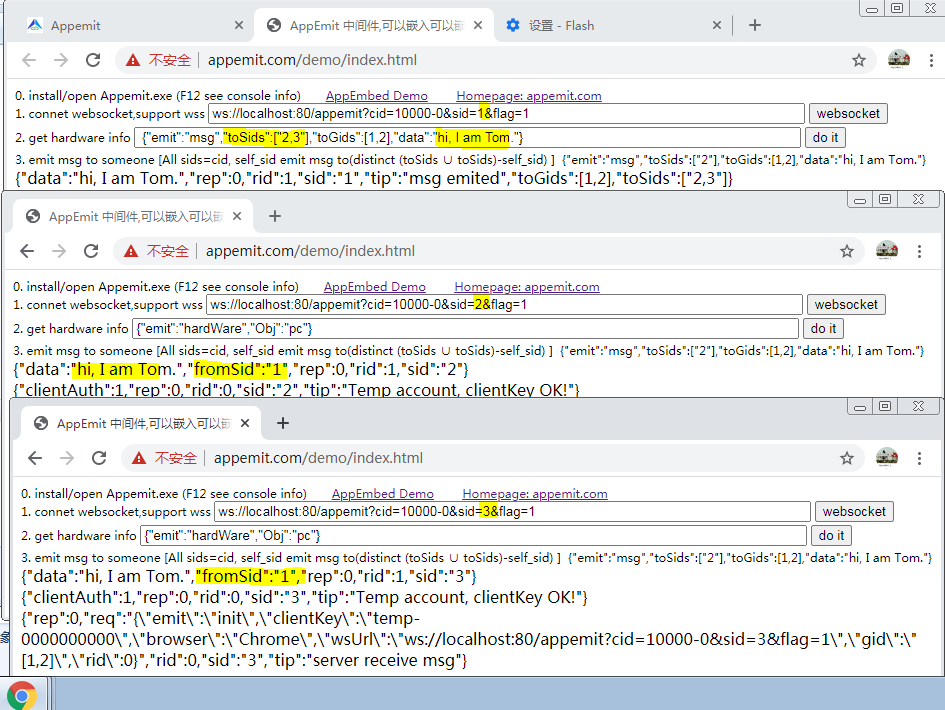 Appemit
AppEmit 中间件,可以嵌入可以嵌
设置 - Flash
不安全 appemit.com/demo/index.html
0. install/open Appemit.exe (F12 see console info) AppEmbed Demo Homepage: appemit.com
1. connet websocket,support wss ws://localhost:80/appemit?cid=10000-0&sid=1&flag=1 websocket
2. get hardware info {"emit":"msg","toSids":["2,3"],"toGids":[1,2],"data":"hi, I am Tom."} do it
3. emit msg to someone [All sids=cid, self_sid emit msg to(distinct (toSids ∪ toSids)-self_sid) ] {"emit":"msg","toSids":["2"],"toGids":[1,2],"data":"hi, I am Tom."}
{"data":"hi, I am Tom.","rep":0,"rid":1,"sid":"1","tip":"msg emited","toGids":[1,2],"toSids":["2,3"]}
AppEmit 中间件,可以嵌入可以嵌
不安全 appemit.com/demo/index.html
0. install/open Appemit.exe (F12 see console info) AppEmbed Demo Homepage: appemit.com
1. connet websocket,support wss ws://localhost:80/appemit?cid=10000-0&sid=2&flag=1 websocket
2. get hardware info {"emit":"hardWare","Obj":"pc"} do it
3. emit msg to someone [All sids=cid, self_sid emit msg to(distinct (toSids ∪ toSids)-self_sid) ] {"emit":"msg","toSids":["2"],"toGids":[1,2],"data":"hi, I am Tom."}
{"data":"hi, I am Tom.","fromSid":"1","rep":0,"rid":1,"sid":"2"}
{"clientAuth":1,"rep":0,"rid":0,"sid":"2","tip":"Temp account, clientKey OK!"}
AppEmit 中间件,可以嵌入可以嵌
不安全 appemit.com/demo/index.html
0. install/open Appemit.exe (F12 see console info) AppEmbed Demo Homepage: appemit.com
1. connet websocket,support wss ws://localhost:80/appemit?cid=10000-0&sid=3&flag=1 websocket
2. get hardware info {"emit":"hardWare","Obj":"pc"} do it
3. emit msg to someone [All sids=cid, self_sid emit msg to(distinct (toSids ∪ toSids)-self_sid) ] {"emit":"msg","toSids":["2"],"toGids":[1,2],"data":"hi, I am Tom."}
{"data":"hi, I am Tom.","fromSid":"1","rep":0,"rid":1,"sid":"3"}
{"clientAuth":1,"rep":0,"rid":0,"sid":"3","tip":"Temp account, clientKey OK!"}
{"rep":0,"req":"{\"emit\":\"init\",\"clientKey\":\"temp-
0000000000\",\"browser\":\"Chrome\",\"wsUrl\":\"ws://localhost:80/appemit?cid=10000-0&sid=3&flag=1\",\"gid\":\"
[1,2]\",\"rid\":0}","rid":0,"sid":"3","tip":"server receive msg"}